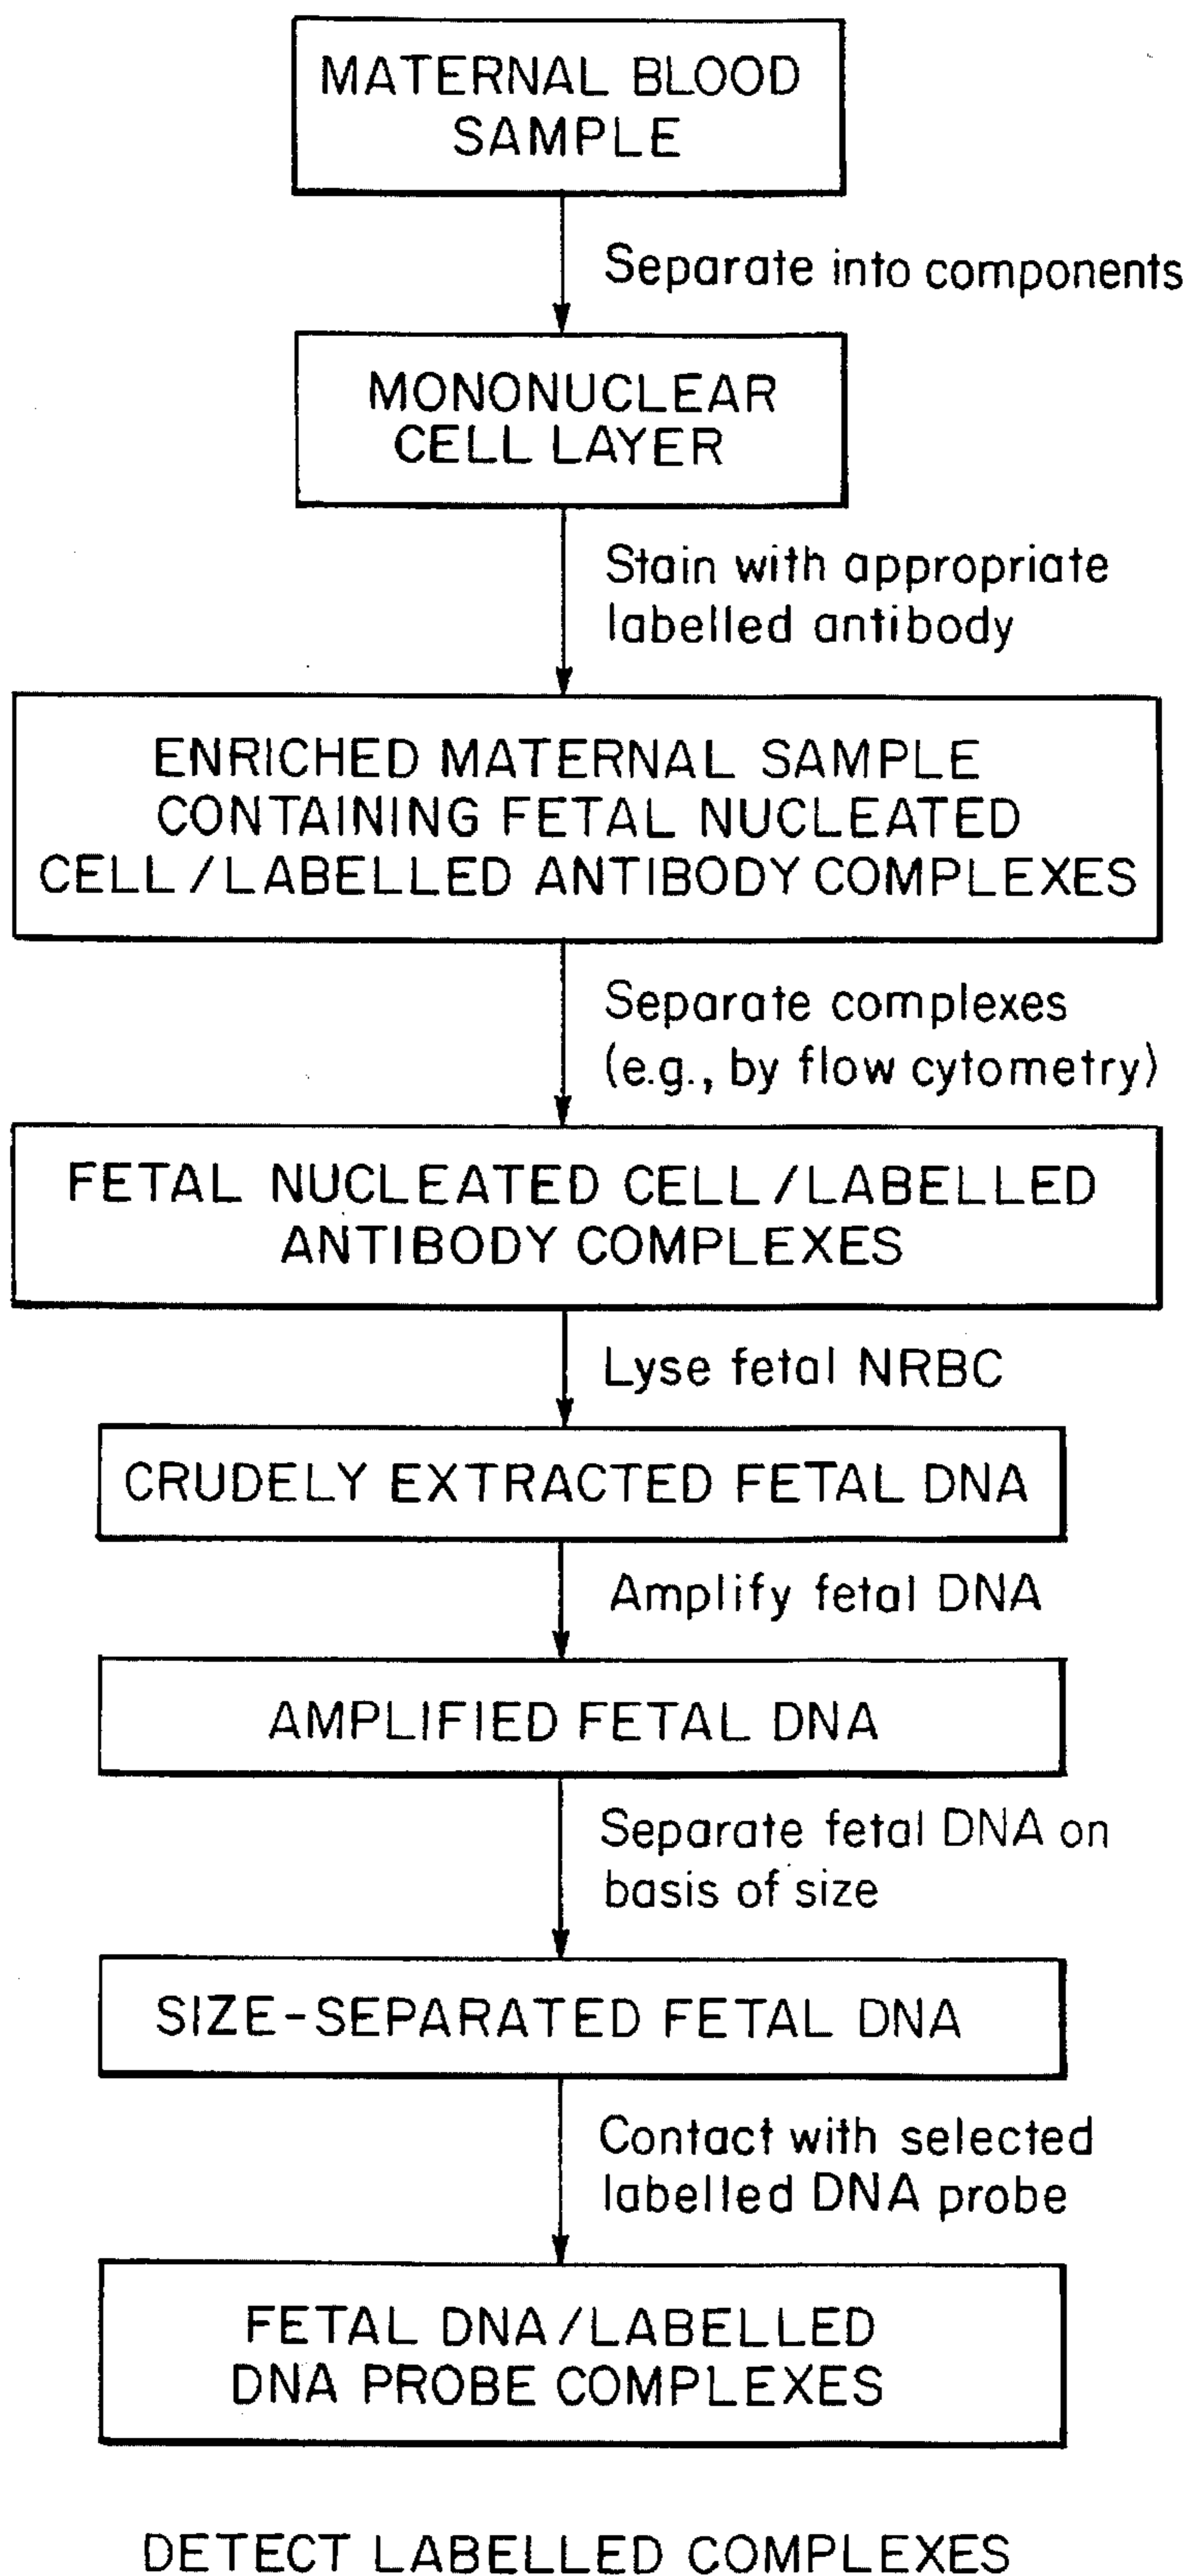 MATERNAL BLOOD
SAMPLE
Separate into components
MONONUCLEAR
CELL LAYER
Stain with appropriate
labelled antibody
ENRICHED MATERNAL SAMPLE
CONTAINING FETAL NUCLEATED
CELL/LABELLED ANTIBODY COMPLEXES
Separate complexes
(e.g., by flow cytometry)
FETAL NUCLEATED CELL/LABELLED
ANTIBODY COMPLEXES
Lyse fetal NRBC
CRUDELY EXTRACTED FETAL DNA
Amplify fetal DNA
AMPLIFIED FETAL DNA
Separate fetal DNA on
basis of size
SIZE-SEPARATED FETAL DNA
Contact with selected
labelled DNA probe
FETAL DNA/LABELLED
DNA PROBE COMPLEXES
DETECT LABELLED COMPLEXES